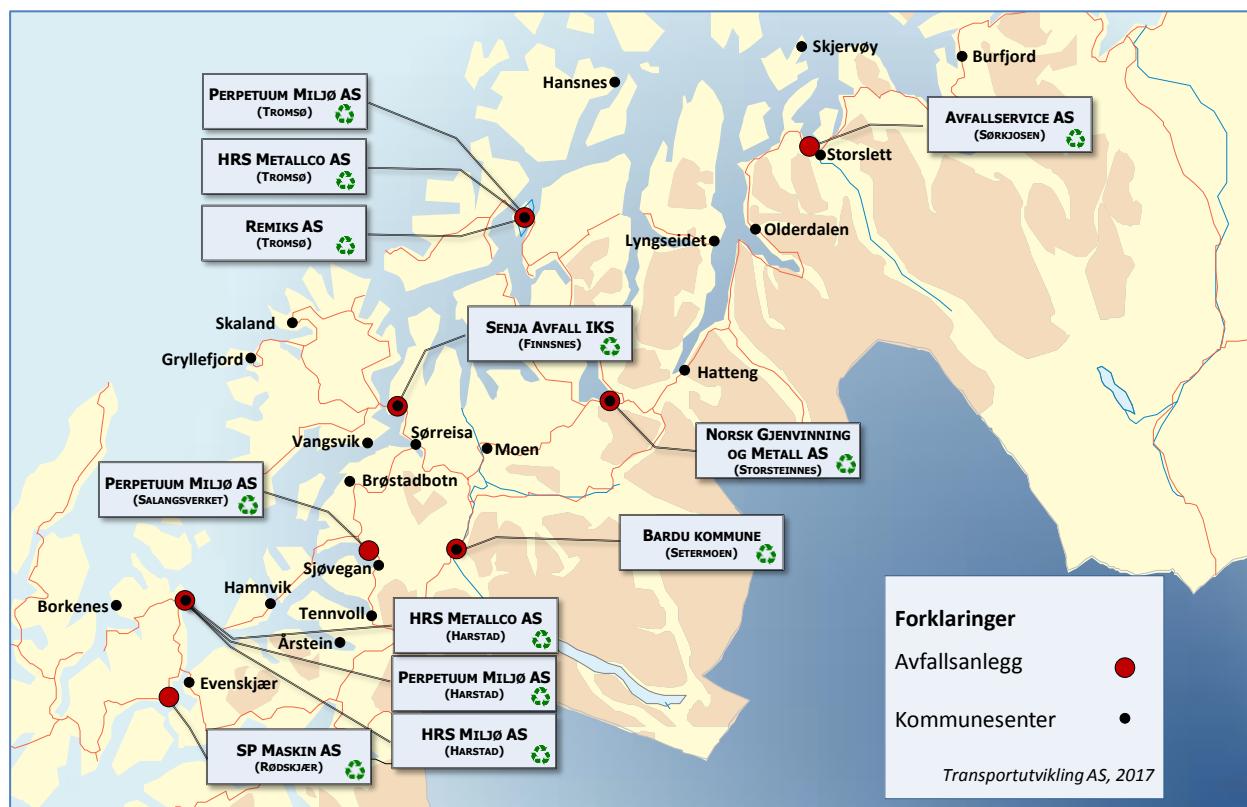 Skjervøy
Burfjord
Hansnes
PERPETUUM MILJØ AS
(TROMSØ)
AVFALLSERVICE AS
(SØRKJOSEN)
HRS METALLCO AS
(TROMSØ)
Storslett
REMIKS AS
(TROMSØ)
Olderdalen
Lyngseidet
Skaland
SENJA AVFALL IKS
(FINNSNES)
Gryllefjord
Hatteng
Vangsvik
Sørreisa
Moen
NORSK GJENVINNING
OG METALL AS
(STORSTEINNES)
PERPETUUM MILJØ AS
(SALANGSVERKET)
Brøstadbotn
BARDU KOMMUNE
(SETERMOEN)
Sjøvegan
Hamnvik
Borkenes
Tennvoll
HRS METALLCO AS
(HARSTAD)
Årstein
PERPETUUM MILJØ AS
(HARSTAD)
Evenskjær
HRS MILJØ AS
(HARSTAD)
SP MASKIN AS
(RØDSKJÆR)
Forklaringer
Avfallsanlegg
Kommunesenter
Transportutvikling AS, 2017